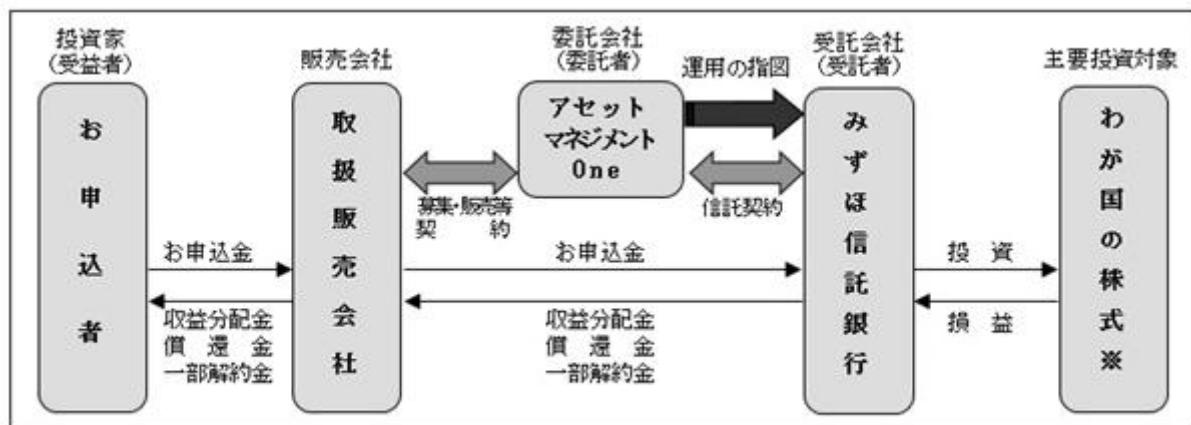 投資家
(受益者)
お申込者
販売会社
取扱販売会社
委託会社
(委託者)
アセット
マネジメント
One
運用の指図
受託会社
(受託者)
みずほ信託銀行
主要投資対象
わが国の株式※
募集・販売等
契約
信託契約
お申込金
収益分配金
償還金
一部解約金
お申込金
収益分配金
償還金
一部解約金
投資
損益